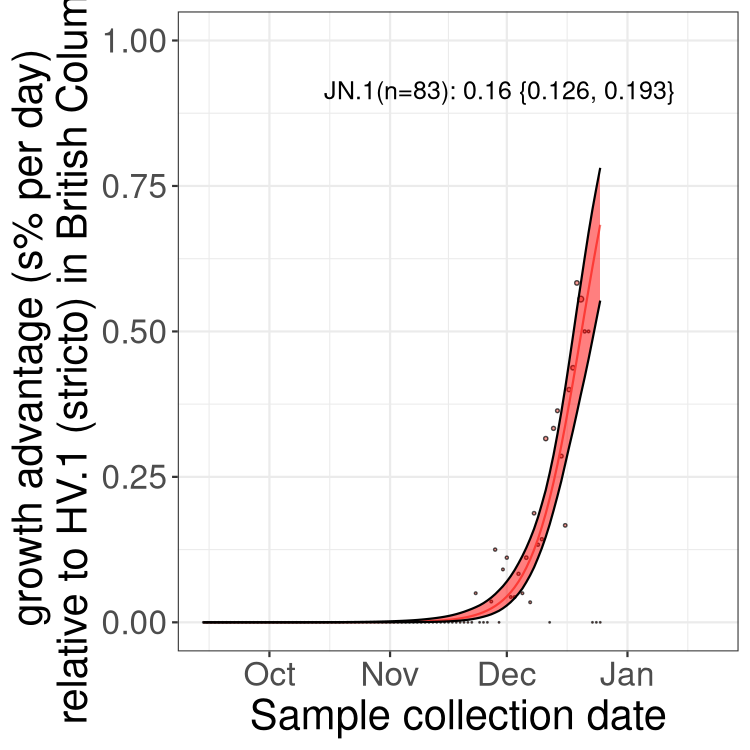 growth advantage (s% per day)
relative to HV.1 (stricto) in British Colum
1.00
0.75
0.50
0.25
0.00
JN.1(n=83): 0.16 {0.126, 0.193}
Oct Nov Dec Jan
Sample collection date